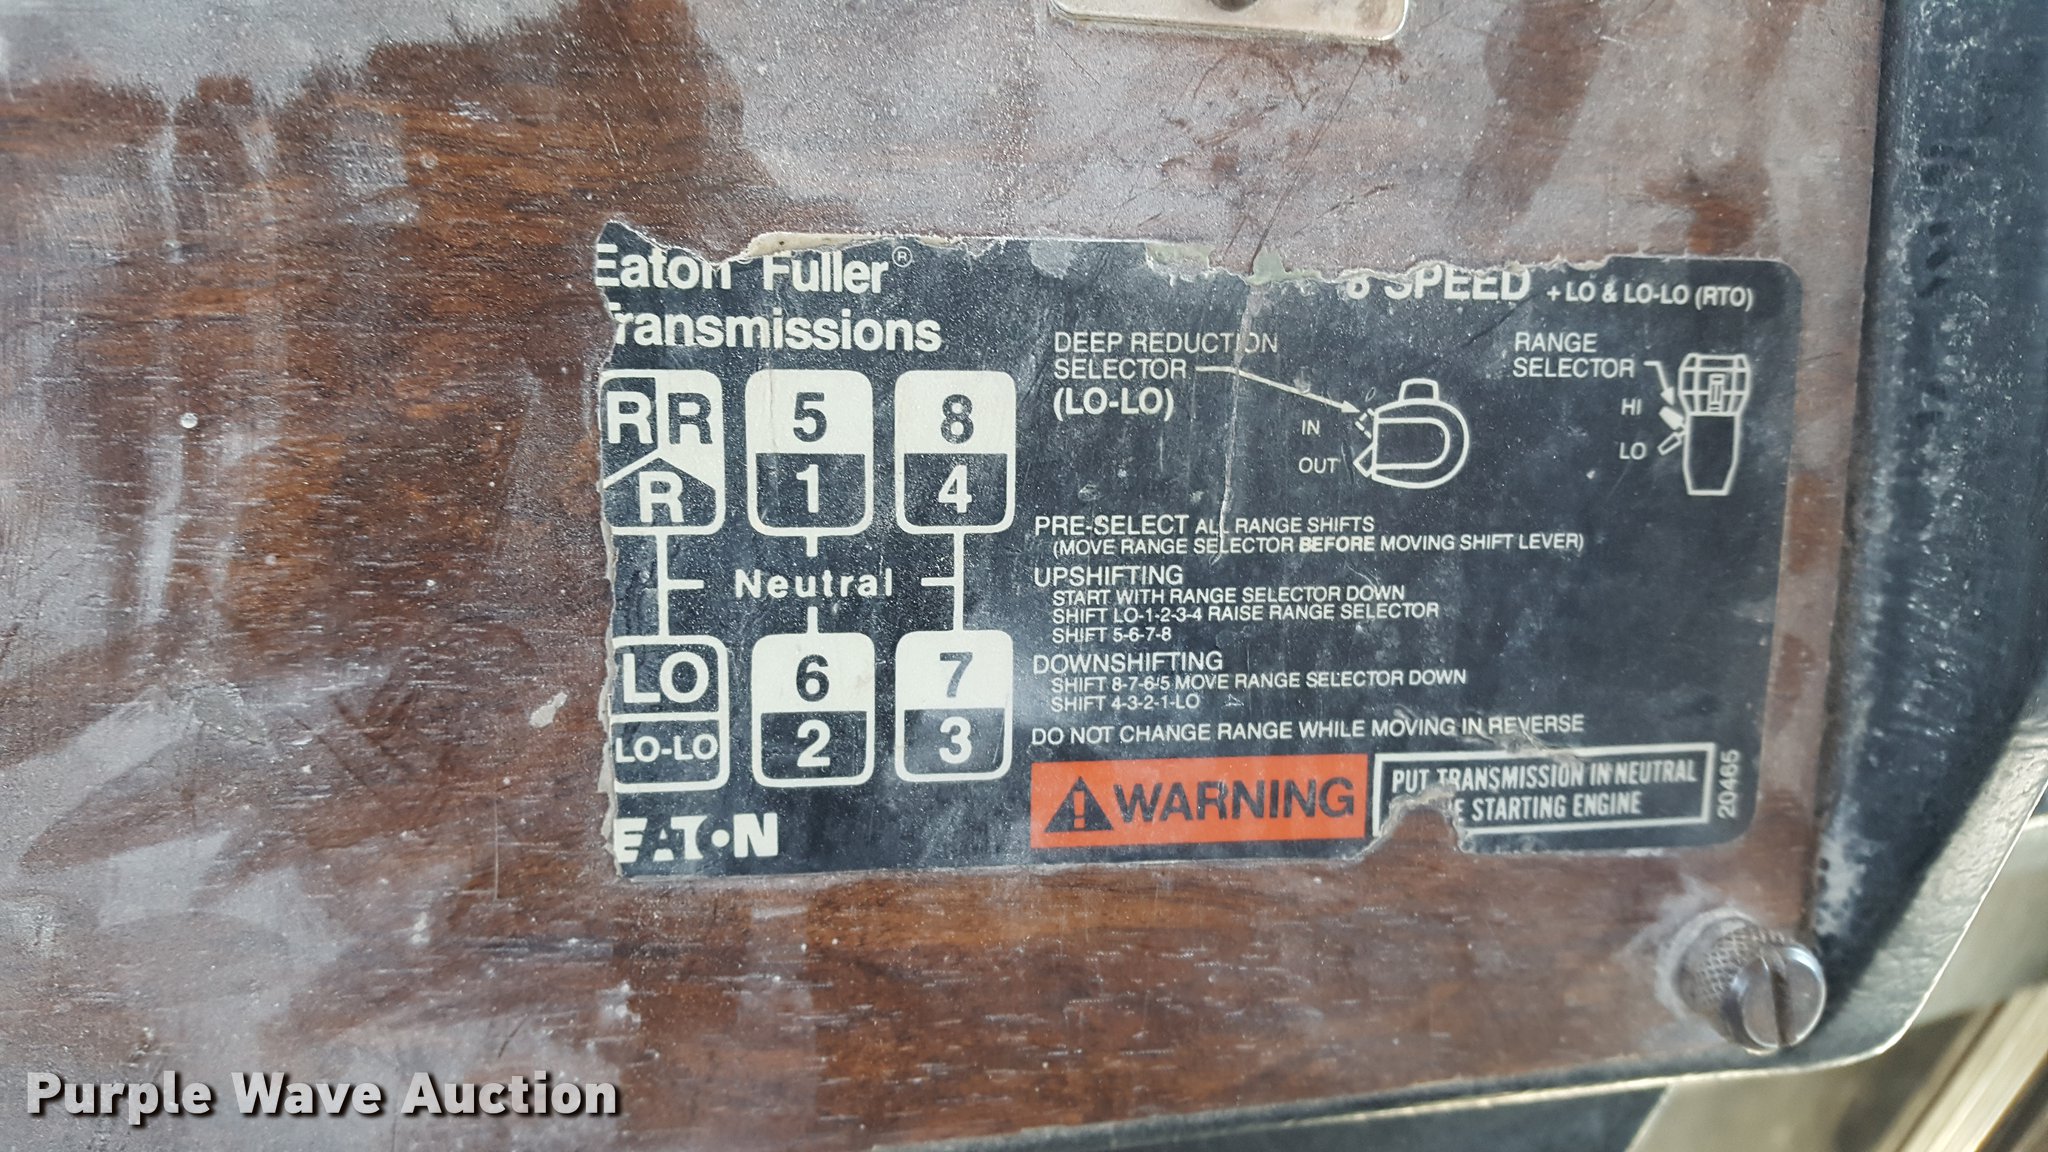 Eaton Fuller®
Transmissions
8 SPEED + LO & LO-LO (RTO)
R R
R
5
1
8
4
Neutral
LO
LO-LO
6
2
7
3
EATON
DEEP REDUCTION
SELECTOR
(LO-LO)
IN
OUT
RANGE
SELECTOR
HI
LO
PRE-SELECT ALL RANGE SHIFTS
(MOVE RANGE SELECTOR BEFORE MOVING SHIFT LEVER)
UPSHIFTING
START WITH RANGE SELECTOR DOWN
SHIFT LO-1-2-3-4 RAISE RANGE SELECTOR
SHIFT 5-6-7-8
DOWNSHIFTING
SHIFT 8-7-6-5 MOVE RANGE SELECTOR DOWN
SHIFT 4-3-2-1-LO
DO NOT CHANGE RANGE WHILE MOVING IN REVERSE
WARNING
PUT TRANSMISSION IN NEUTRAL
STARTING ENGINE
20465
Purple Wave Auction